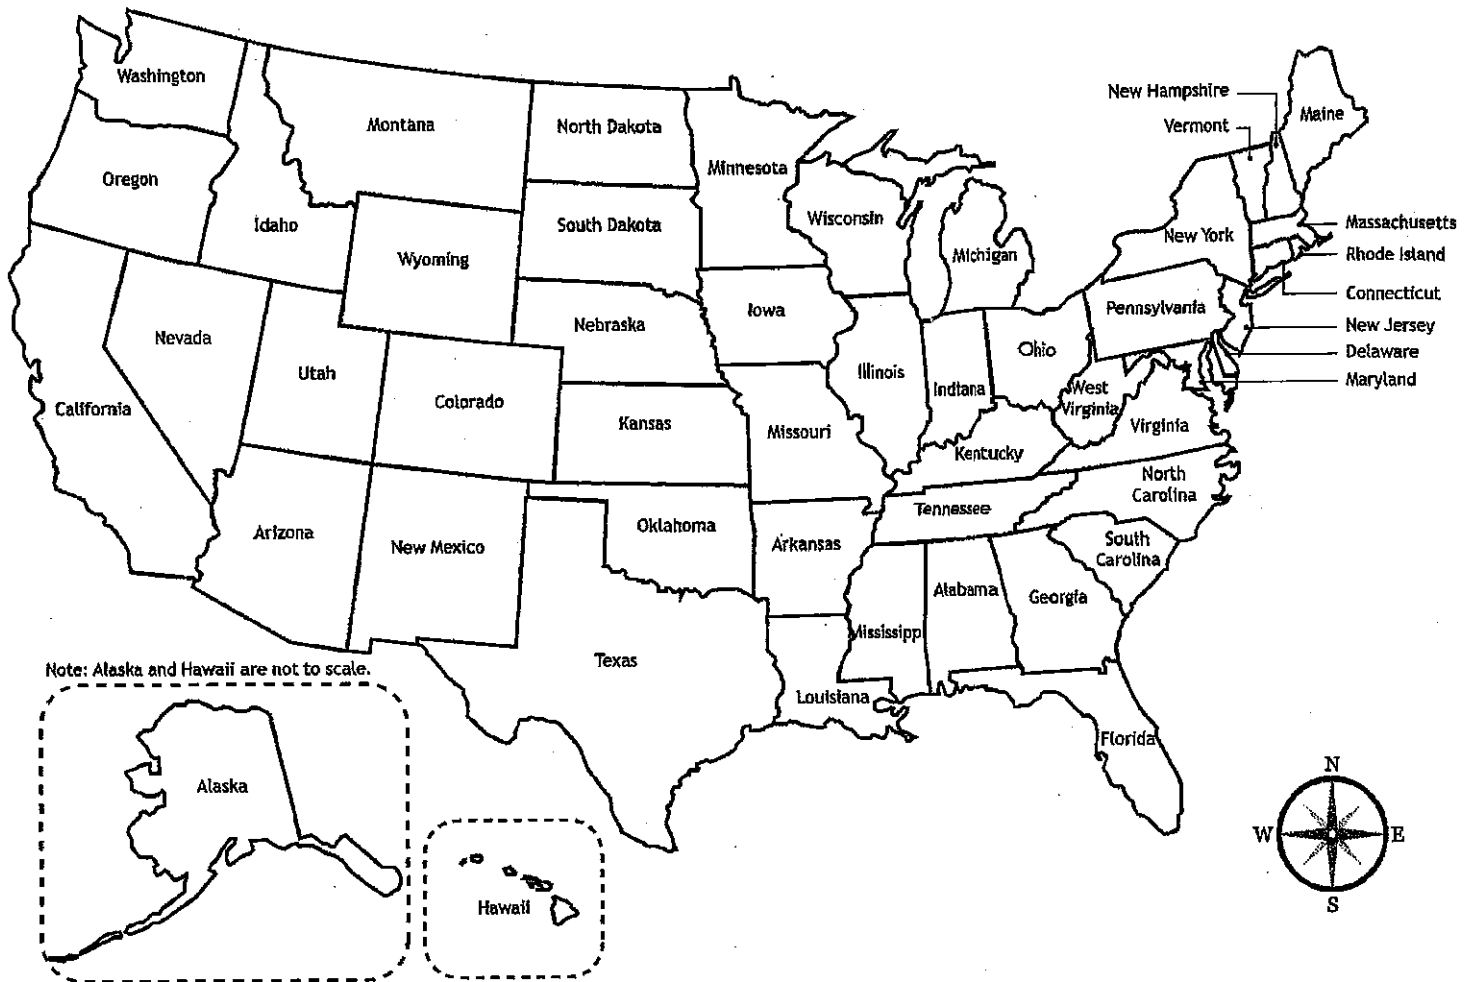 Washington
Montana
North Dakota
Minnesota
New Hampshire
Vermont
Maine
Oregon
Idaho
Wyoming
South Dakota
Wisconsin
Michigan
New York
Massachusetts
Rhode Island
Connecticut
New Jersey
Delaware
Maryland
Nevada
Utah
Colorado
Nebraska
Iowa
Illinois
Indiana
Ohio
Pennsylvania
California
Kansas
Missouri
Kentucky
West
Virginia
Virginia
Arizona
New Mexico
Oklahoma
Arkansas
Tennessee
North
Carolina
South
Carolina
Texas
Louisiana
Mississipp
Alabama
Georgia
Florida
Note: Alaska and Hawaii are not to scale.
Alaska
Hawaii
N
W
E
S